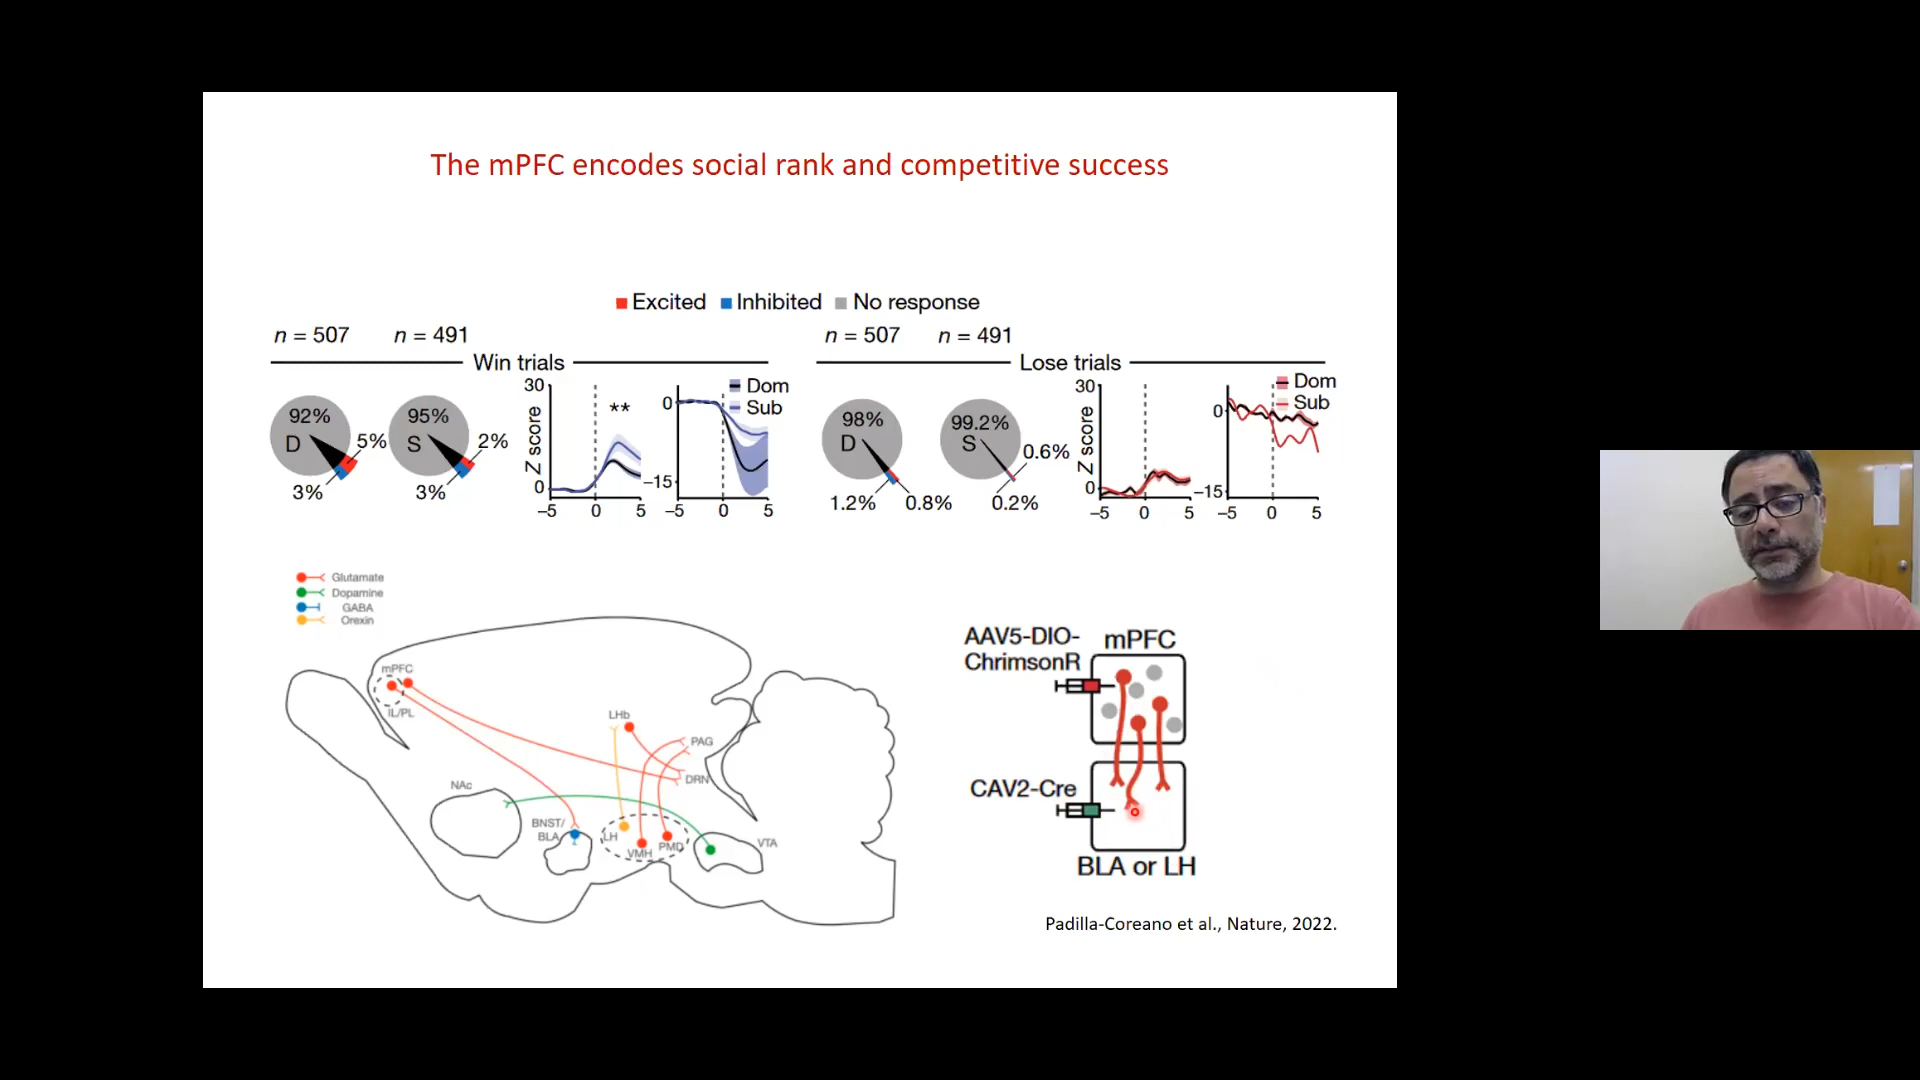 The mPFC encodes social rank and competitive success
Excited Inhibited No response
n = 507 n = 491
n = 507 n = 491
Win trials
Lose trials
92%
D
5%
3%
95%
S
2%
3%
30
Z score
0
**
–5 0 5
0
–15
–5 0 5
Dom
Sub
98%
D
1.2%
0.8%
99.2%
S
0.6%
0.2%
30
Z score
0
–5 0 5
0
–15
–5 0 5
Dom
Sub
Glutamate
Dopamine
GABA
Orexin
mPFC
IL/PL
LHb
PAG
DRN
NAc
BNST/
BLA
LH
VMH
PMD
VTA
AAV5-DIO-
ChrimsonR
mPFC
CAV2-Cre
BLA or LH
Padilla-Coreano et al., Nature, 2022.